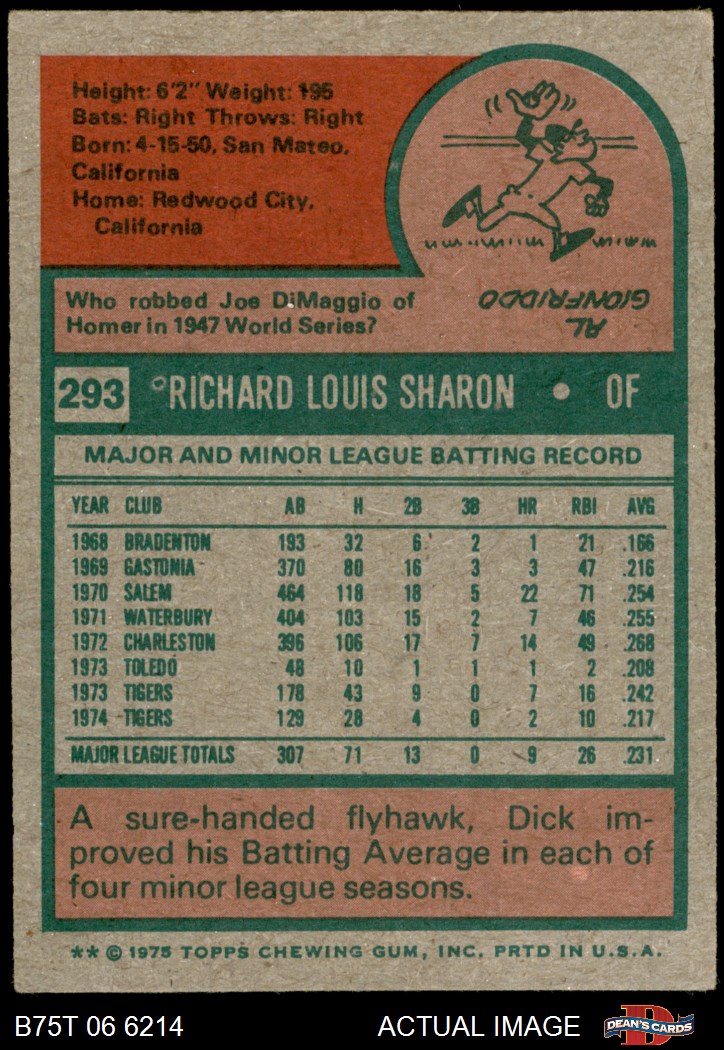 Height: 6'2" Weight: 195
Bats: Right Throws: Right
Born: 4-15-50, San Mateo,
California
Home: Redwood City,
California
Who robbed Joe DiMaggio of
Homer in 1947 World Series?
AL
GIONFRIDDO
293 RICHARD LOUIS SHARON • OF
MAJOR AND MINOR LEAGUE BATTING RECORD
YEAR CLUB AB H 2B 3B HR RBI AVG
1968 BRADENTON 193 32 6 2 1 21 .166
1969 GASTONIA 370 80 16 3 3 47 .216
1970 SALEM 464 118 18 5 22 71 .254
1971 WATERBURY 404 103 15 2 7 46 .255
1972 CHARLESTON 396 106 17 7 14 49 .268
1973 TOLEDO 48 10 1 1 1 2 .208
1973 TIGERS 178 43 9 0 7 16 .242
1974 TIGERS 129 28 4 0 2 10 .217
MAJOR LEAGUE TOTALS 307 71 13 0 9 26 .231
A sure-handed flyhawk, Dick im-
proved his Batting Average in each of
four minor league seasons.
** © 1975 TOPPS CHEWING GUM, INC. PRTD IN U.S.A.
B75T 06 6214 ACTUAL IMAGE DEAN'S CARDS